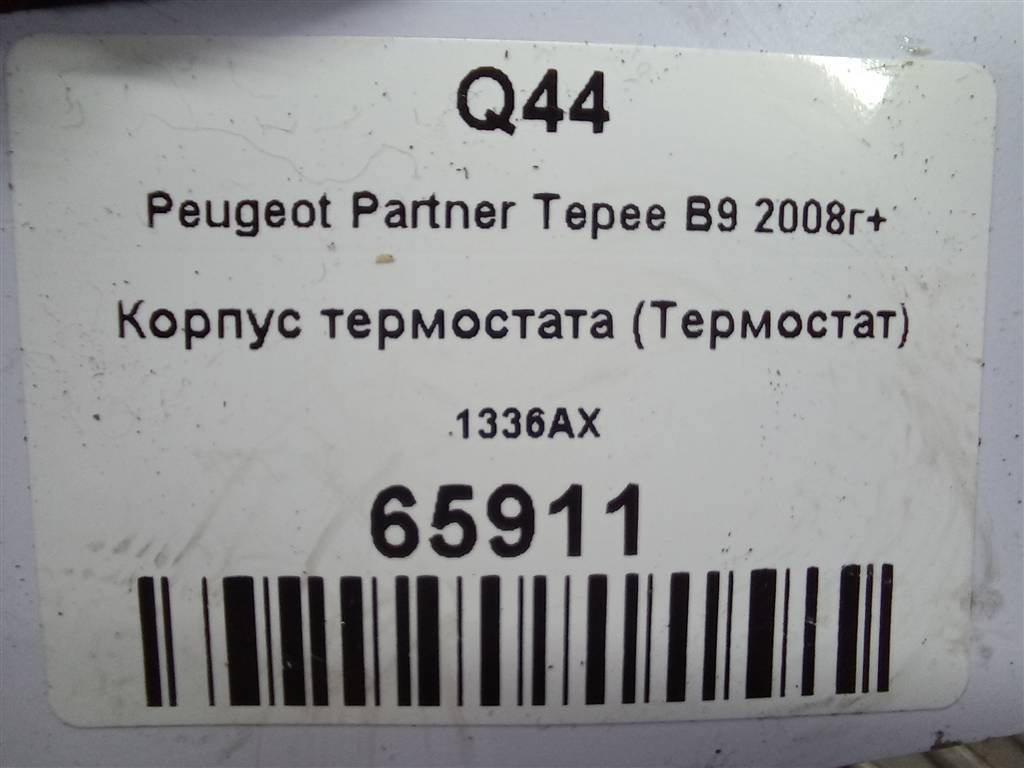 Q44
Peugeot Partner Tepee B9 2008г+
Корпус термостата (Термостат)
1336AX
65911